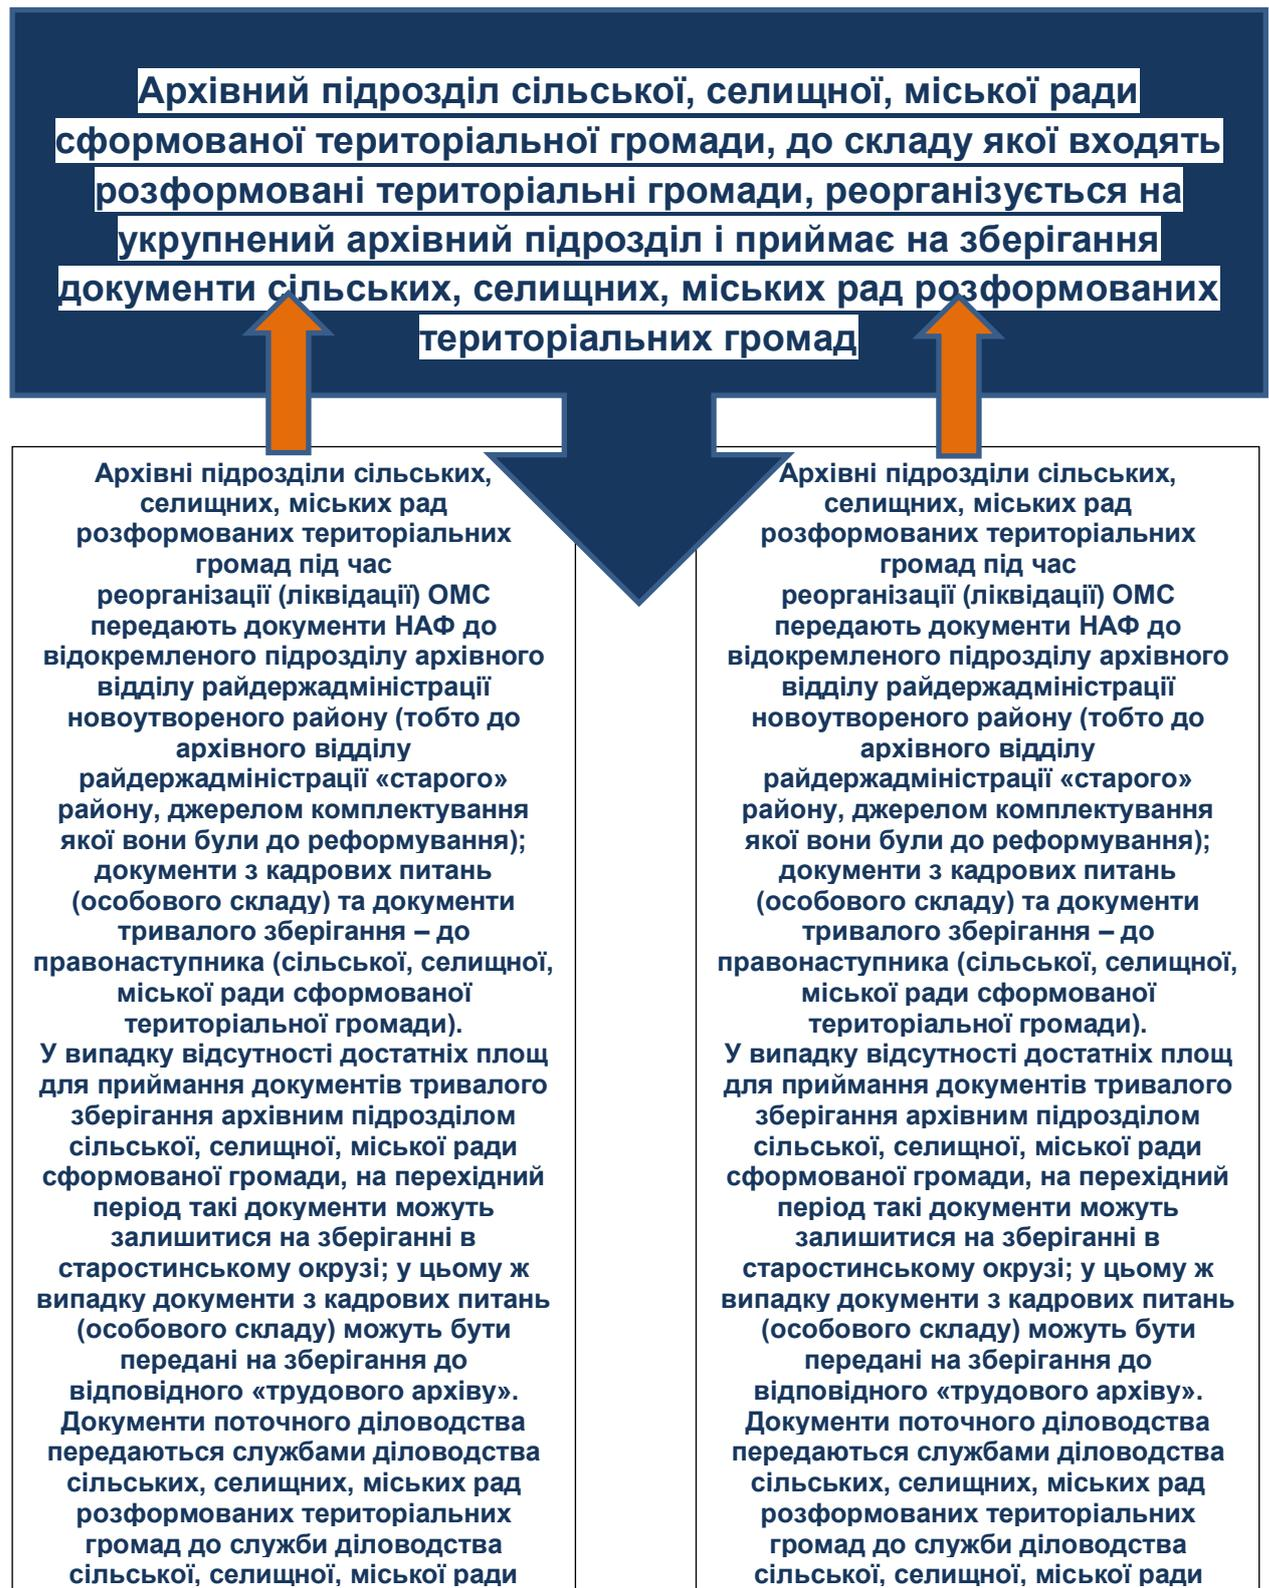 Архівний підрозділ сільської, селищної, міської ради
сформованої територіальної громади, до складу якої входять
розформовані територіальні громади, реорганізується на
укрупнений архівний підрозділ і приймає на зберігання
документи сільських, селищних, міських рад розформованих
територіальних громад
Архівні підрозділи сільських,
селищних, міських рад
розформованих територіальних
громад під час
реорганізації (ліквідації) ОМС
передають документи НАФ до
відокремленого підрозділу архівного
відділу райдержадміністрації
новоутвореного району (тобто до
архівного відділу
райдержадміністрації «старого»
району, джерелом комплектування
якої вони були до реформування);
документи з кадрових питань
(особового складу) та документи
тривалого зберігання – до
правонаступника (сільської, селищної,
міської ради сформованої
територіальної громади).
У випадку відсутності достатніх площ
для приймання документів тривалого
зберігання архівним підрозділом
сільської, селищної, міської ради
сформованої громади, на перехідний
період такі документи можуть
залишитися на зберіганні в
старостинському окрузі; у цьому ж
випадку документи з кадрових питань
(особового складу) можуть бути
передані на зберігання до
відповідного «трудового архіву».
Документи поточного діловодства
передаються службами діловодства
сільських, селищних, міських рад
розформованих територіальних
громад до служби діловодства
сільської, селищної, міської ради
Архівні підрозділи сільських,
селищних, міських рад
розформованих територіальних
громад під час
реорганізації (ліквідації) ОМС
передають документи НАФ до
відокремленого підрозділу архівного
відділу райдержадміністрації
новоутвореного району (тобто до
архівного відділу
райдержадміністрації «старого»
району, джерелом комплектування
якої вони були до реформування);
документи з кадрових питань
(особового складу) та документи
тривалого зберігання – до
правонаступника (сільської, селищної,
міської ради сформованої
територіальної громади).
У випадку відсутності достатніх площ
для приймання документів тривалого
зберігання архівним підрозділом
сільської, селищної, міської ради
сформованої громади, на перехідний
період такі документи можуть
залишитися на зберіганні в
старостинському окрузі; у цьому ж
випадку документи з кадрових питань
(особового складу) можуть бути
передані на зберігання до
відповідного «трудового архіву».
Документи поточного діловодства
передаються службами діловодства
сільських, селищних, міських рад
розформованих територіальних
громад до служби діловодства
сільської, селищної, міської ради